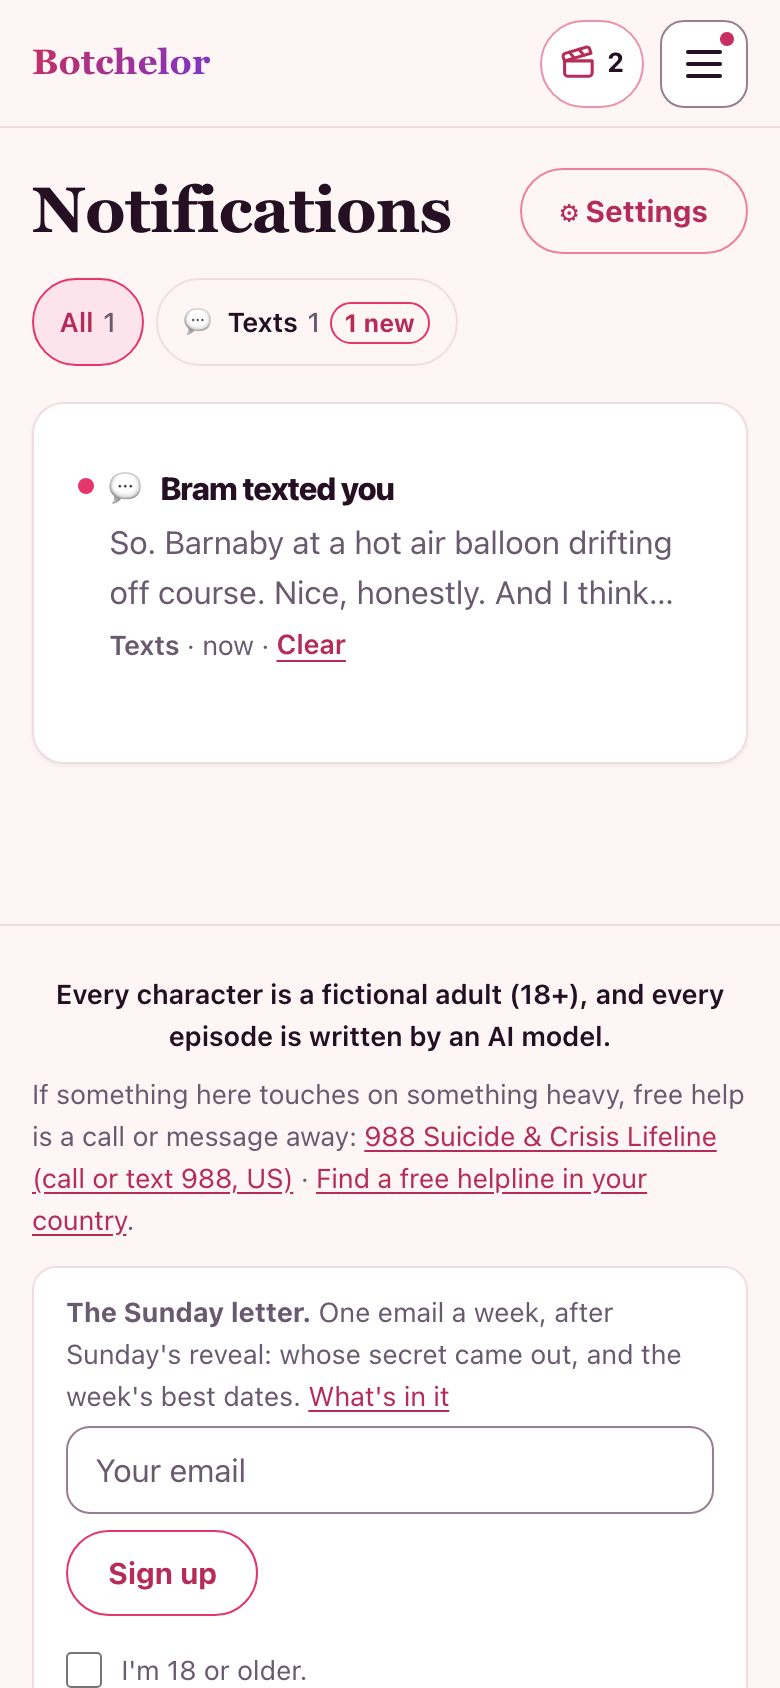 Botchelor
2
Notifications
⚙ Settings
All 1
💬 Texts 1 1 new
💬 Bram texted you
So. Barnaby at a hot air balloon drifting
off course. Nice, honestly. And I think...
Texts · now · Clear
Every character is a fictional adult (18+), and every
episode is written by an AI model.
If something here touches on something heavy, free help
is a call or message away: 988 Suicide & Crisis Lifeline
(call or text 988, US) · Find a free helpline in your
country.
The Sunday letter. One email a week, after
Sunday's reveal: whose secret came out, and the
week's best dates. What's in it
Your email
Sign up
I'm 18 or older.